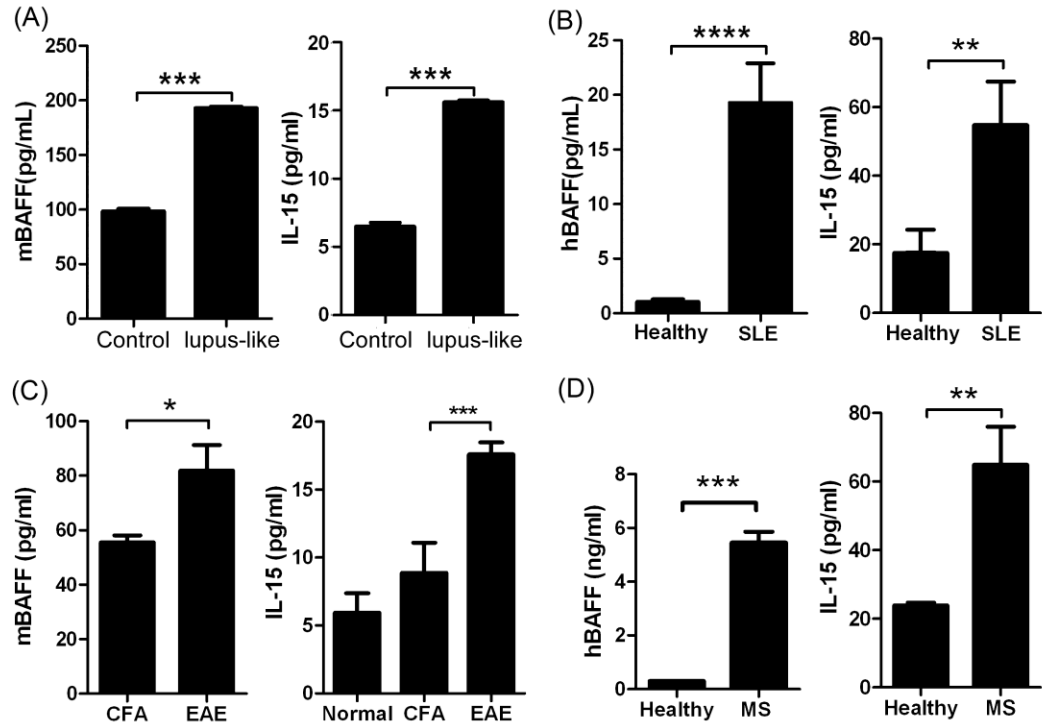 (A)
mBAFF(pg/mL)
250
200
150
100
50
0
***
Control lupus-like
IL-15 (pg/ml)
20
15
10
5
0
***
Control lupus-like
(B)
hBAFF(pg/mL)
25
20
15
10
5
0
****
Healthy SLE
IL-15 (pg/ml)
80
60
40
20
0
**
Healthy SLE
(C)
mBAFF (pg/ml)
100
80
60
40
20
0
*
CFA EAE
IL-15 (pg/ml)
20
15
10
5
0
***
Normal CFA EAE
(D)
hBAFF (ng/ml)
8
6
4
2
0
***
Healthy MS
IL-15 (pg/ml)
80
60
40
20
0
**
Healthy MS